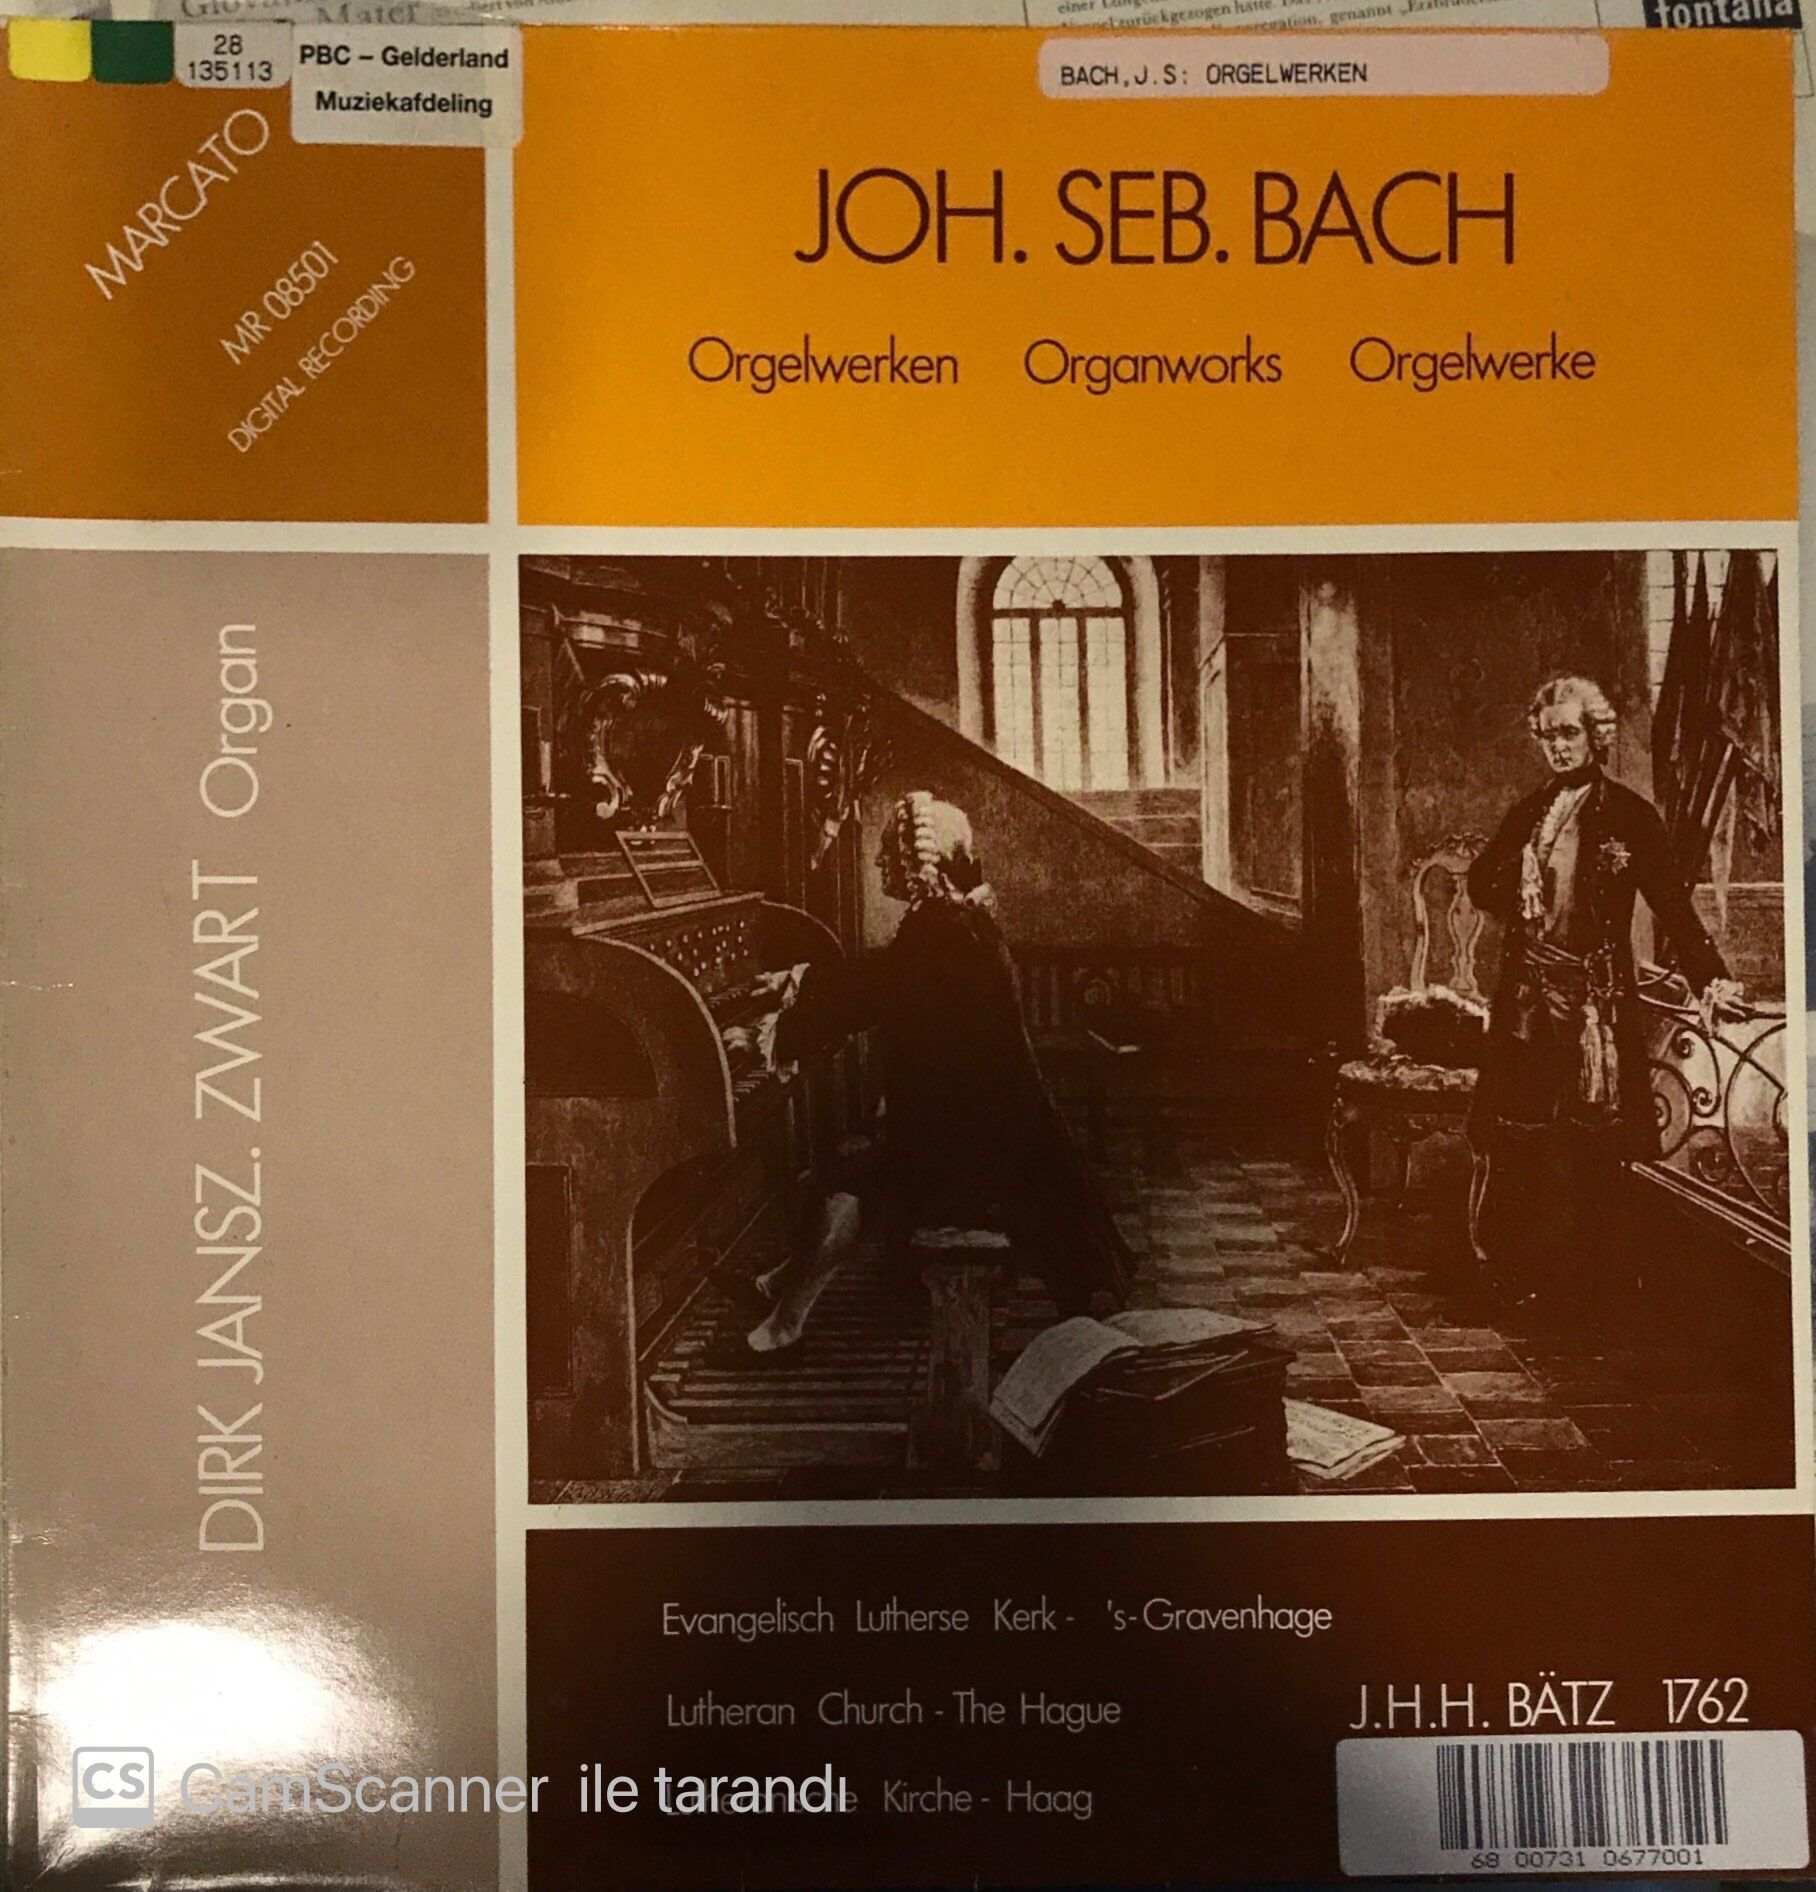 fontana
28
135113
PBC – Gelderland
Muziekafdeling
BACH,J.S: ORGELWERKEN
MARCATO
MR 08501
DIGITAL RECORDING
JOH. SEB. BACH
Orgelwerken Organworks Orgelwerke
DIRK JANSZ. ZWART Organ
Evangelisch Lutherse Kerk - 's-Gravenhage
Lutheran Church - The Hague
J.H.H. BÄTZ 1762
Kirche - Haag
CS CamScanner ile tarandı
68 00731 0677001